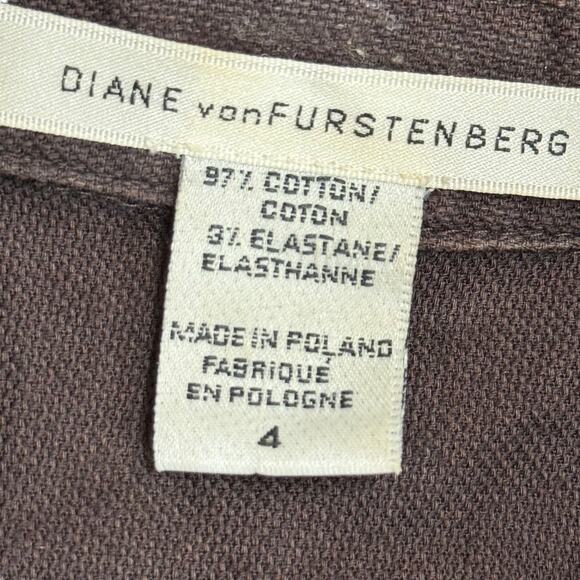 DIANE vonFURSTENBERG
97% COTTON/
COTON
3% ELASTANE/
ELASTHANNE
MADE IN POLAND
FABRIQUÉ
EN POLOGNE
4